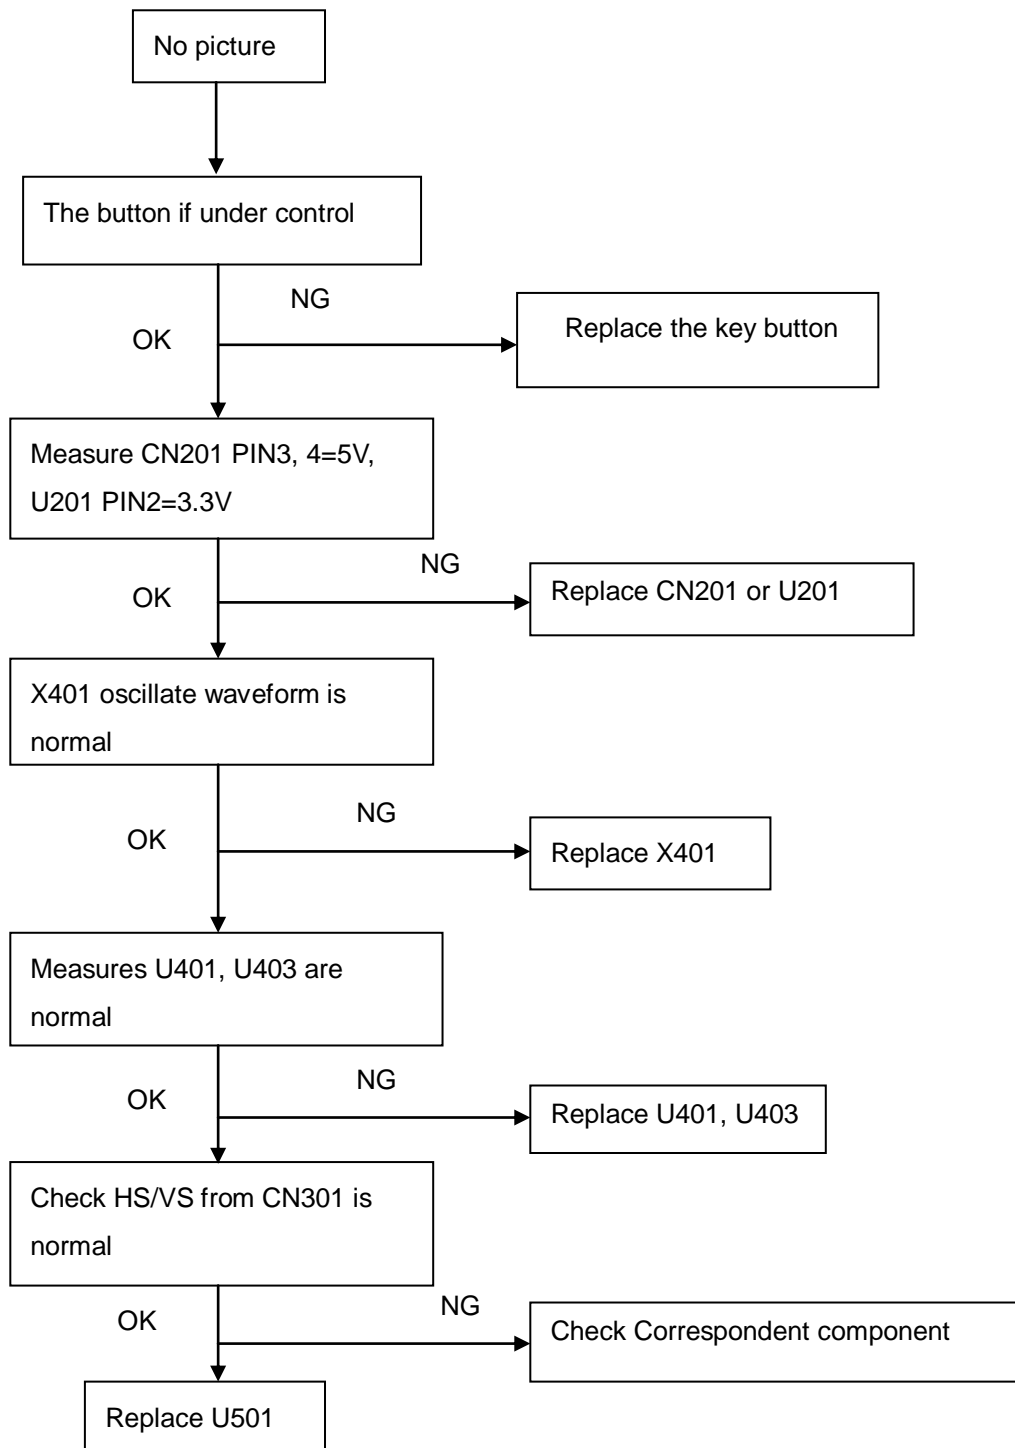 No picture
The button if under control
NG
OK
Replace the key button
Measure CN201 PIN3, 4=5V,
U201 PIN2=3.3V
NG
OK
Replace CN201 or U201
X401 oscillate waveform is
normal
NG
OK
Replace X401
Measures U401, U403 are
normal
NG
OK
Replace U401, U403
Check HS/VS from CN301 is
normal
NG
OK
Check Correspondent component
Replace U501